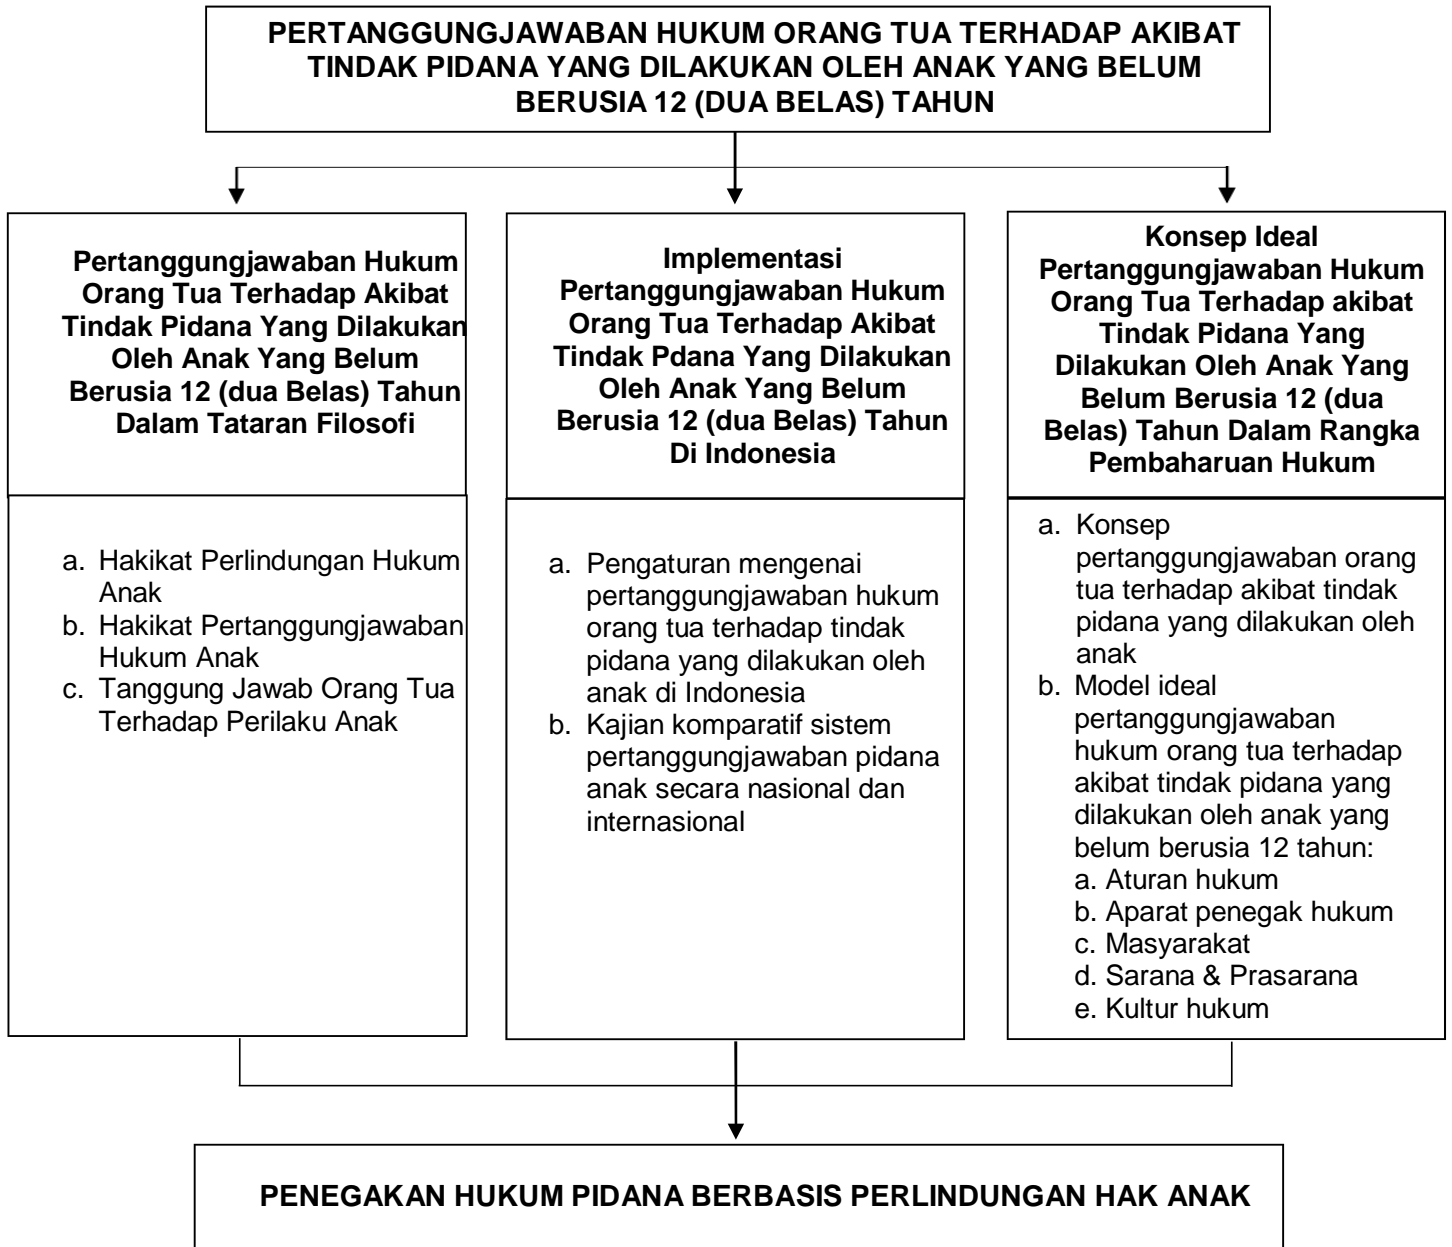 PERTANGGUNGJAWABAN HUKUM ORANG TUA TERHADAP AKIBAT
TINDAK PIDANA YANG DILAKUKAN OLEH ANAK YANG BELUM
BERUSIA 12 (DUA BELAS) TAHUN
Pertanggungjawaban Hukum
Orang Tua Terhadap Akibat
Tindak Pidana Yang Dilakukan
Oleh Anak Yang Belum
Berusia 12 (dua Belas) Tahun
Dalam Tataran Filosofi
a. Hakikat Perlindungan Hukum
Anak
b. Hakikat Pertanggungjawaban
Hukum Anak
c. Tanggung Jawab Orang Tua
Terhadap Perilaku Anak
Implementasi
Pertanggungjawaban Hukum
Orang Tua Terhadap Akibat
Tindak Pdana Yang Dilakukan
Oleh Anak Yang Belum
Berusia 12 (dua Belas) Tahun
Di Indonesia
a. Pengaturan mengenai
pertanggungjawaban hukum
orang tua terhadap tindak
pidana yang dilakukan oleh
anak di Indonesia
b. Kajian komparatif sistem
pertanggungjawaban pidana
anak secara nasional dan
internasional
Konsep Ideal
Pertanggungjawaban Hukum
Orang Tua Terhadap akibat
Tindak Pidana Yang
Dilakukan Oleh Anak Yang
Belum Berusia 12 (dua
Belas) Tahun Dalam Rangka
Pembaharuan Hukum
a. Konsep
pertanggungjawaban orang
tua terhadap akibat tindak
pidana yang dilakukan oleh
anak
b. Model ideal
pertanggungjawaban
hukum orang tua terhadap
akibat tindak pidana yang
dilakukan oleh anak yang
belum berusia 12 tahun:
a. Aturan hukum
b. Aparat penegak hukum
c. Masyarakat
d. Sarana & Prasarana
e. Kultur hukum
PENEGAKAN HUKUM PIDANA BERBASIS PERLINDUNGAN HAK ANAK